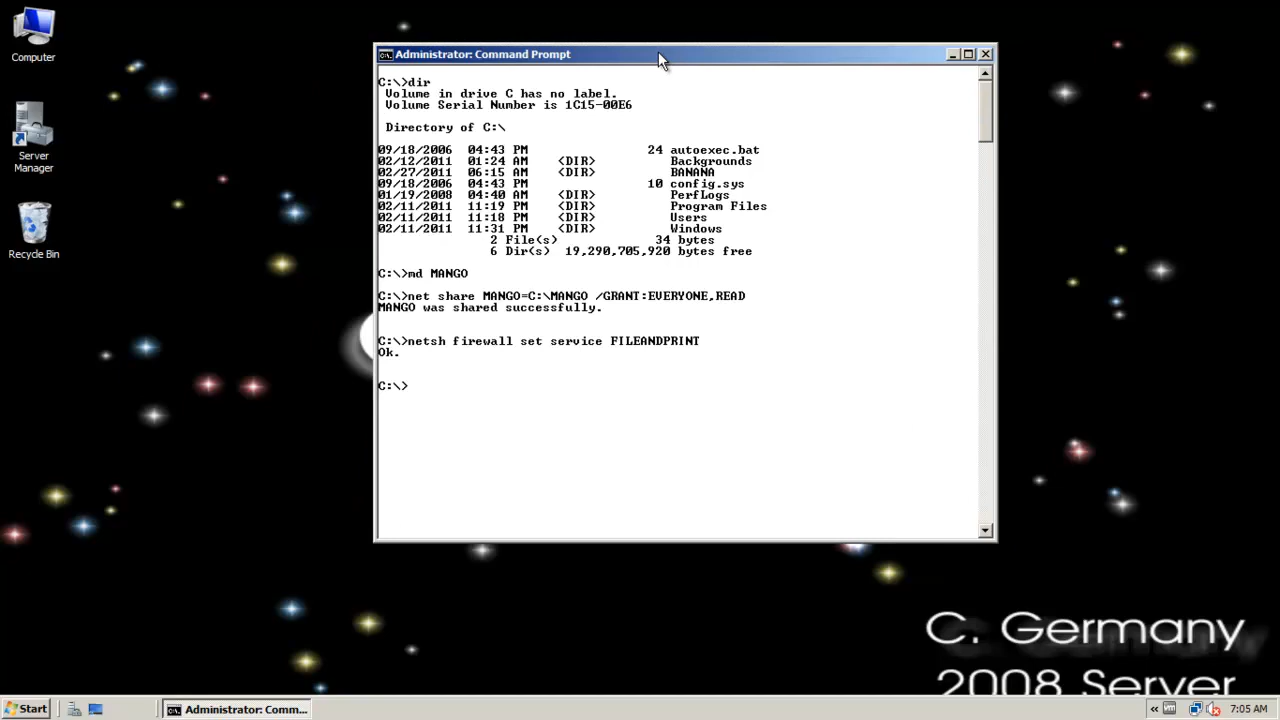 Computer
Server
Manager
Recycle Bin
Administrator: Command Prompt
C:\>dir
Volume in drive C has no label.
Volume Serial Number is 1C15-00E6
Directory of C:\
09/18/2006  04:43 PM                24 autoexec.bat
02/12/2011  01:24 AM    <DIR>          Backgrounds
02/27/2011  06:15 AM    <DIR>          BANANA
09/18/2006  04:43 PM                10 config.sys
01/19/2008  04:40 AM    <DIR>          PerfLogs
02/11/2011  11:19 PM    <DIR>          Program Files
02/11/2011  11:18 PM    <DIR>          Users
02/11/2011  11:31 PM    <DIR>          Windows
2 File(s)             34 bytes
6 Dir(s)  19,290,705,920 bytes free
C:\>md MANGO
C:\>net share MANGO=C:\MANGO /GRANT:EVERYONE,READ
MANGO was shared successfully.
C:\>netsh firewall set service FILEANDPRINT
Ok.
C:\>
C. Germany
2008 Server
Start
Administrator: Comm...
7:05 AM